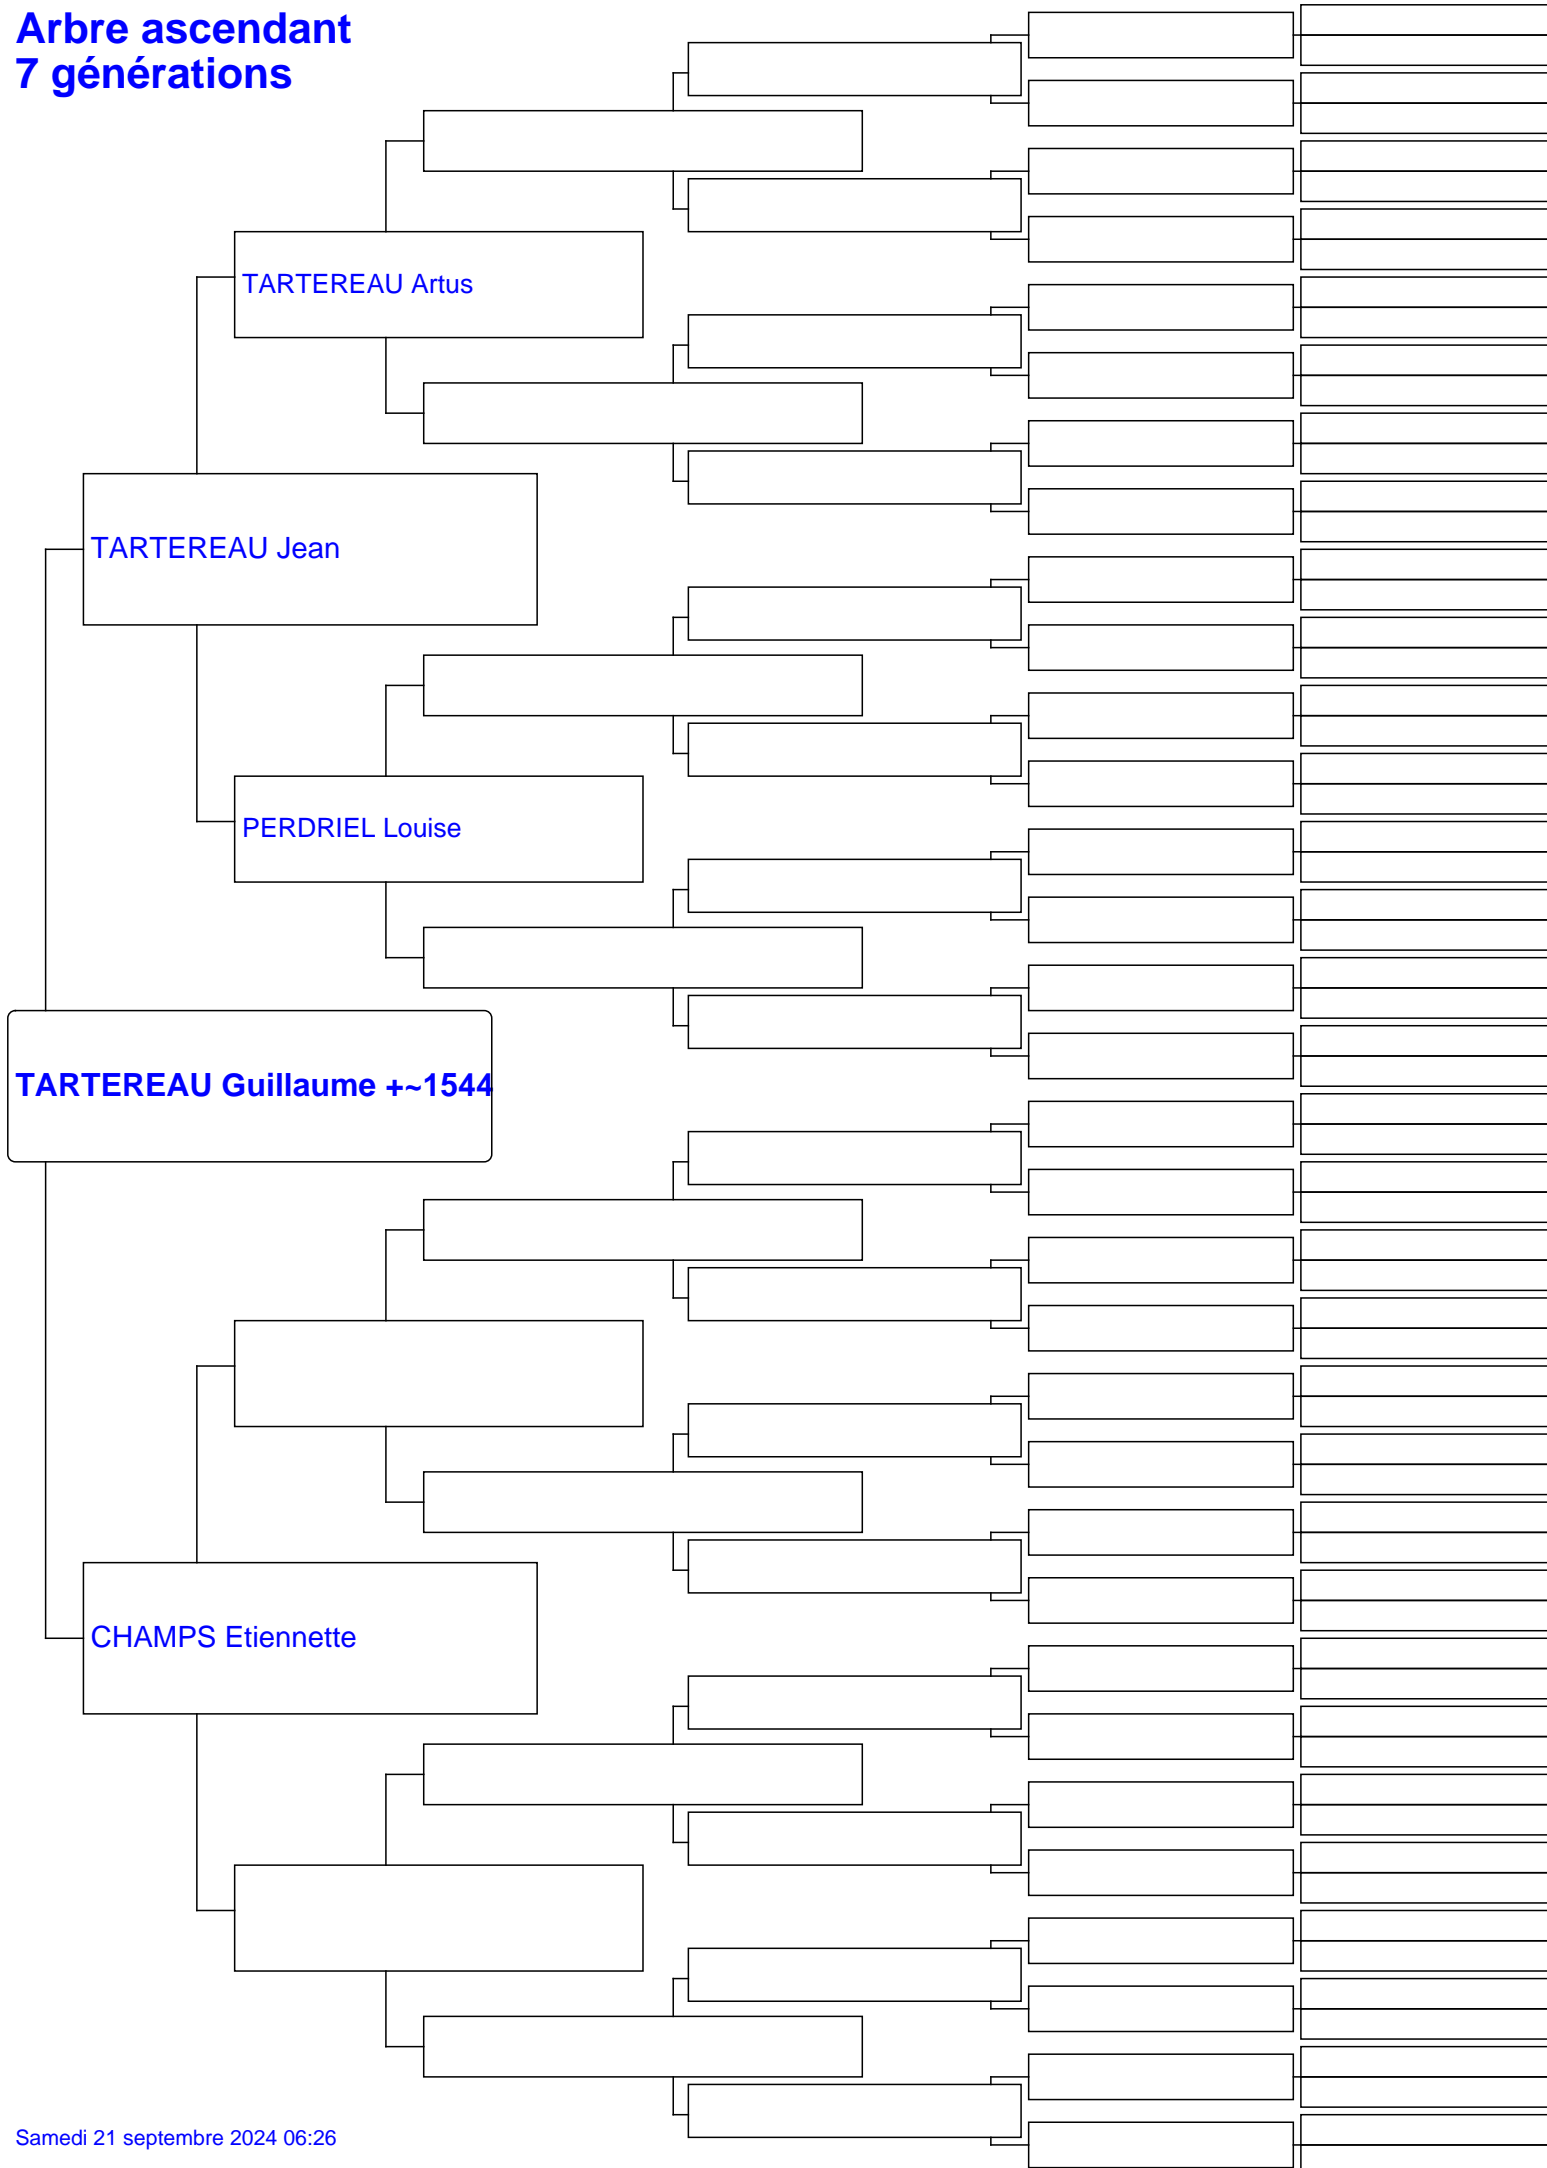 Arbre ascendant
7 générations
TARTEREAU Artus
TARTEREAU Jean
PERDRIEL Louise
TARTEREAU Guillaume +~1544
CHAMPS Etiennette
Samedi 21 septembre 2024 06:26